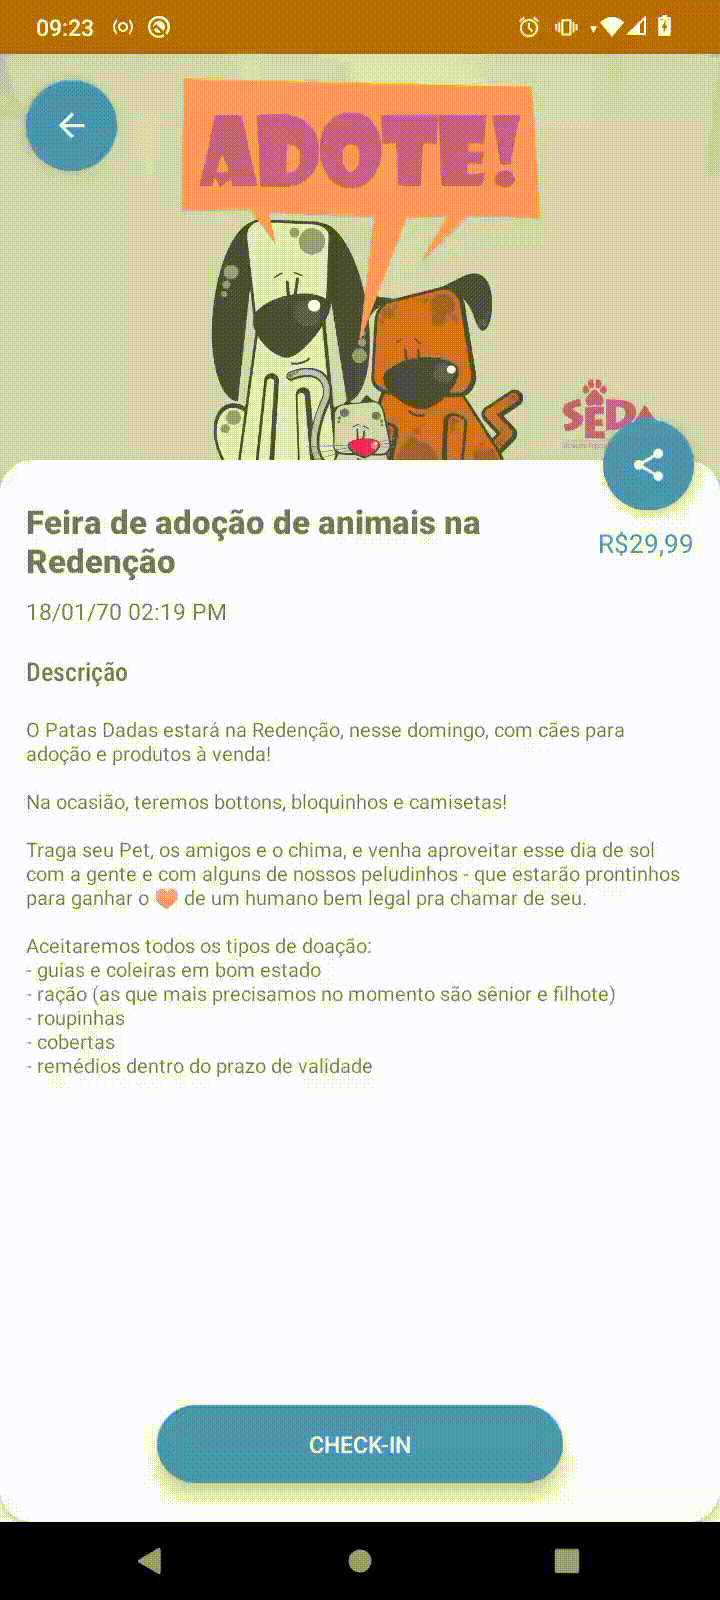 09:23
ADOTE!
SEDA
Feira de adoção de animais na
Redenção
R$29,99
18/01/70 02:19 PM
Descrição
O Patas Dadas estará na Redenção, nesse domingo, com cães para
adoção e produtos à venda!
Na ocasião, teremos bottons, bloquinhos e camisetas!
Traga seu Pet, os amigos e o chima, e venha aproveitar esse dia de sol
com a gente e com alguns de nossos peludinhos - que estarão prontinhos
para ganhar o 🧡 de um humano bem legal pra chamar de seu.
Aceitaremos todos os tipos de doação:
- guias e coleiras em bom estado
- ração (as que mais precisamos no momento são sênior e filhote)
- roupinhas
- cobertas
- remédios dentro do prazo de validade
CHECK-IN